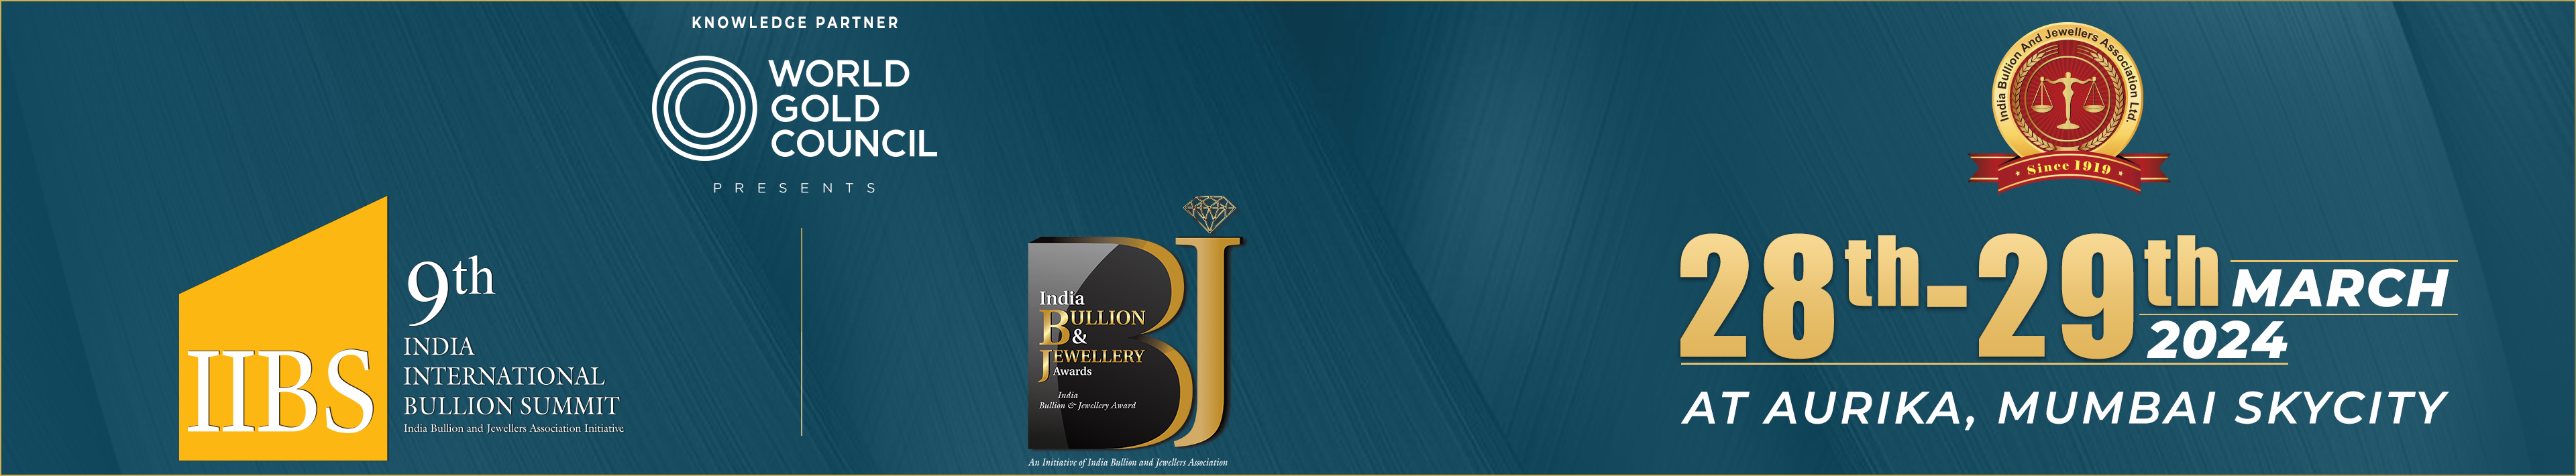 KNOWLEDGE PARTNER
WORLD
GOLD
COUNCIL
PRESENTS
IIBS
9th
INDIA
INTERNATIONAL
BULLION SUMMIT
India Bullion and Jewellers Association Initiative
BJ
India
BULLION
&
JEWELLERY
Awards
India
Bullion & Jewellery Award
An Initiative of India Bullion and Jewellers Association
India Bullion And Jewellers Association Ltd.
Since 1919
28th-29th MARCH
2024
AT AURIKA, MUMBAI SKYCITY